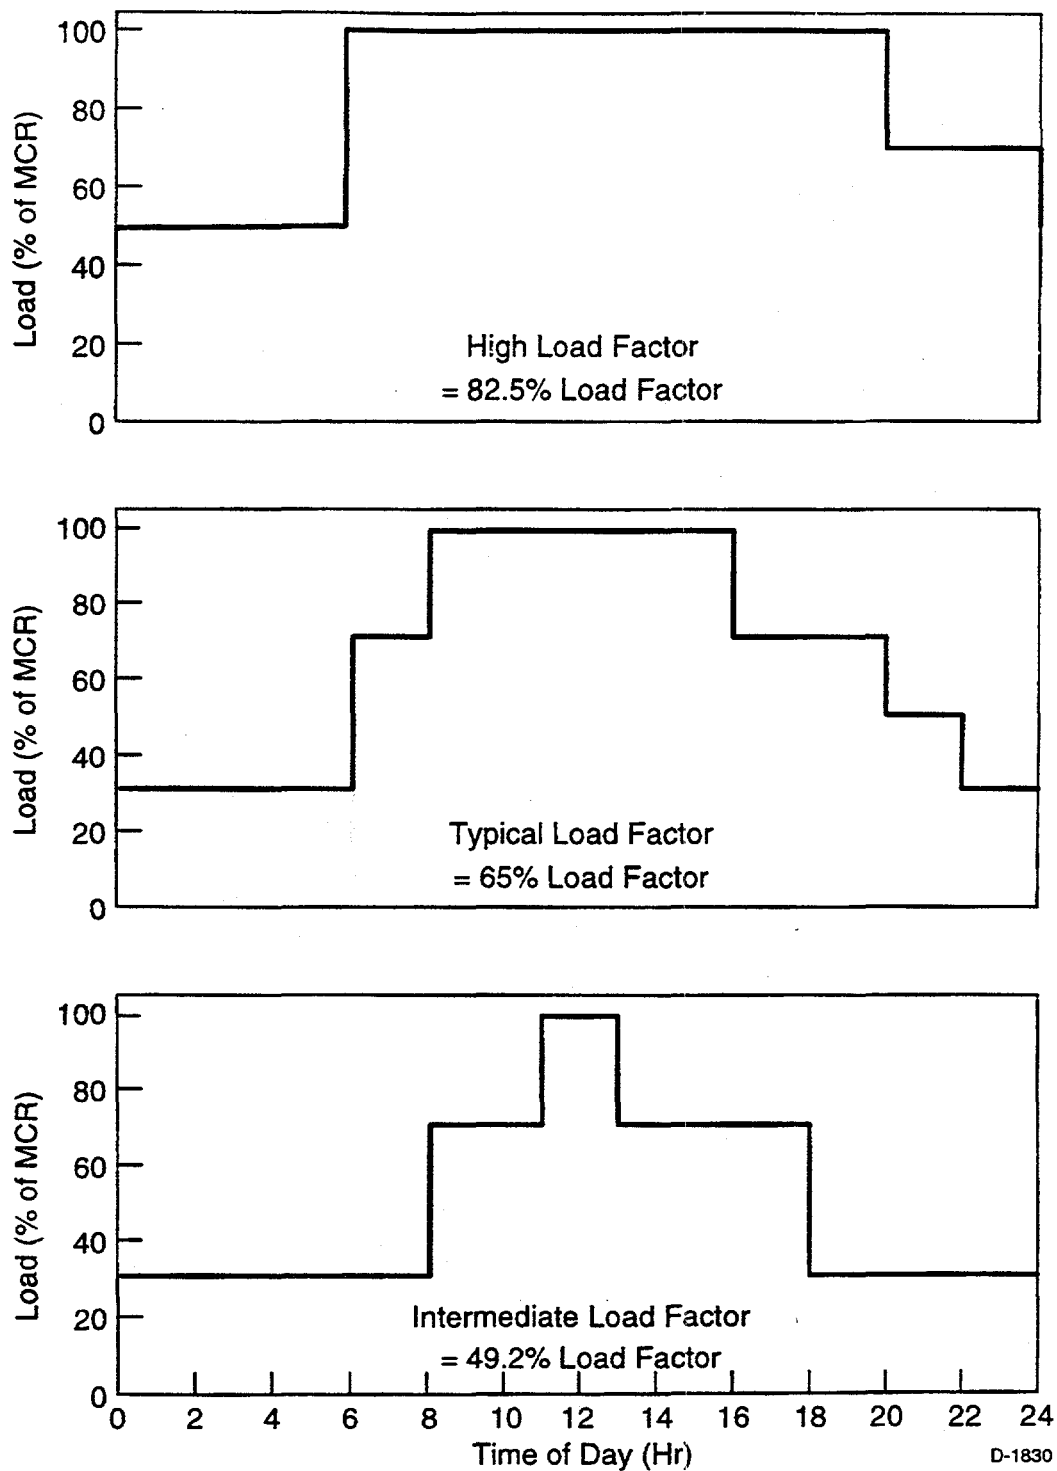 100
80
60
40
20
0
Load (% of MCR)
High Load Factor
= 82.5% Load Factor
100
80
60
40
20
0
Load (% of MCR)
Typical Load Factor
= 65% Load Factor
100
80
60
40
20
0
Load (% of MCR)
Intermediate Load Factor
= 49.2% Load Factor
0 2 4 6 8 10 12 14 16 18 20 22 24
Time of Day (Hr)
D-1830